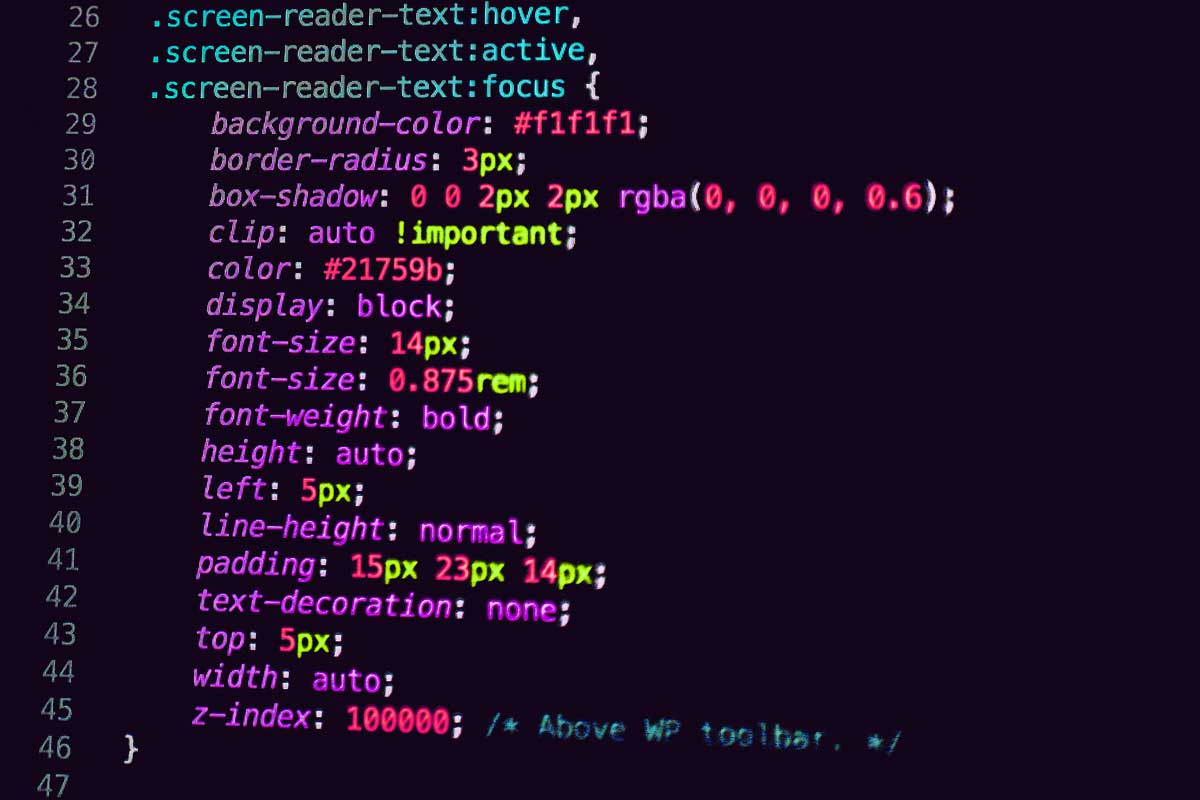 26 .screen-reader-text:hover,
27 .screen-reader-text:active,
28 .screen-reader-text:focus {
29 background-color: #f1f1f1;
30 border-radius: 3px;
31 box-shadow: 0 0 2px 2px rgba(0, 0, 0, 0.6);
32 clip: auto !important;
33 color: #21759b;
34 display: block;
35 font-size: 14px;
36 font-size: 0.875rem;
37 font-weight: bold;
38 height: auto;
39 left: 5px;
40 line-height: normal;
41 padding: 15px 23px 14px;
42 text-decoration: none;
43 top: 5px;
44 width: auto;
45 z-index: 100000; /* Above WP toolbar. */
46 }
47